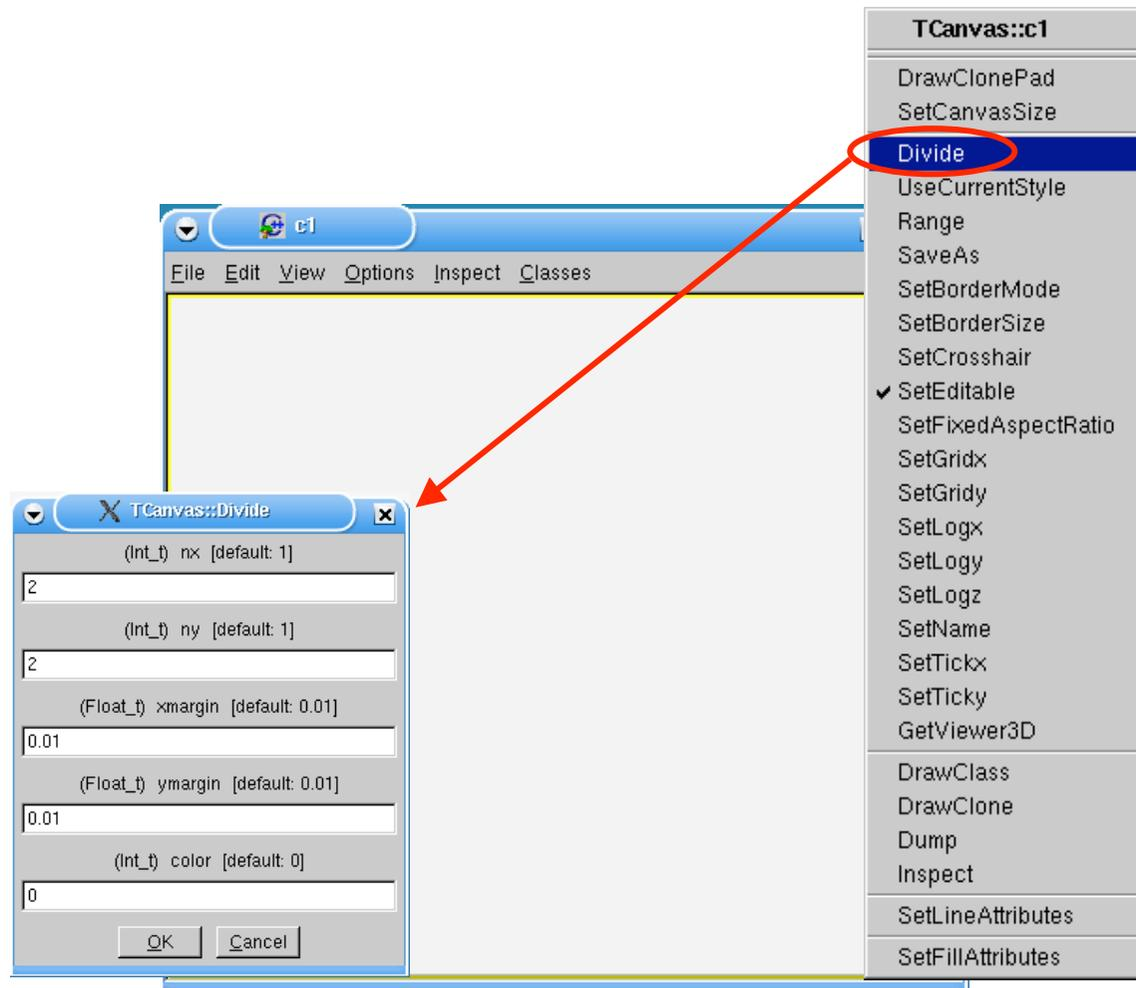 TCanvas::c1
DrawClonePad
SetCanvasSize
Divide
UseCurrentStyle
Range
SaveAs
SetBorderMode
SetBorderSize
SetCrosshair
SetEditable
SetFixedAspectRatio
SetGridx
SetGridy
SetLogx
SetLogy
SetLogz
SetName
SetTickx
SetTicky
GetViewer3D
DrawClass
DrawClone
Dump
Inspect
SetLineAttributes
SetFillAttributes
c1
File Edit View Options Inspect Classes
TCanvas::Divide
(Int_t) nx [default: 1]
2
(Int_t) ny [default: 1]
2
(Float_t) xmargin [default: 0.01]
0.01
(Float_t) ymargin [default: 0.01]
0.01
(Int_t) color [default: 0]
0
OK Cancel